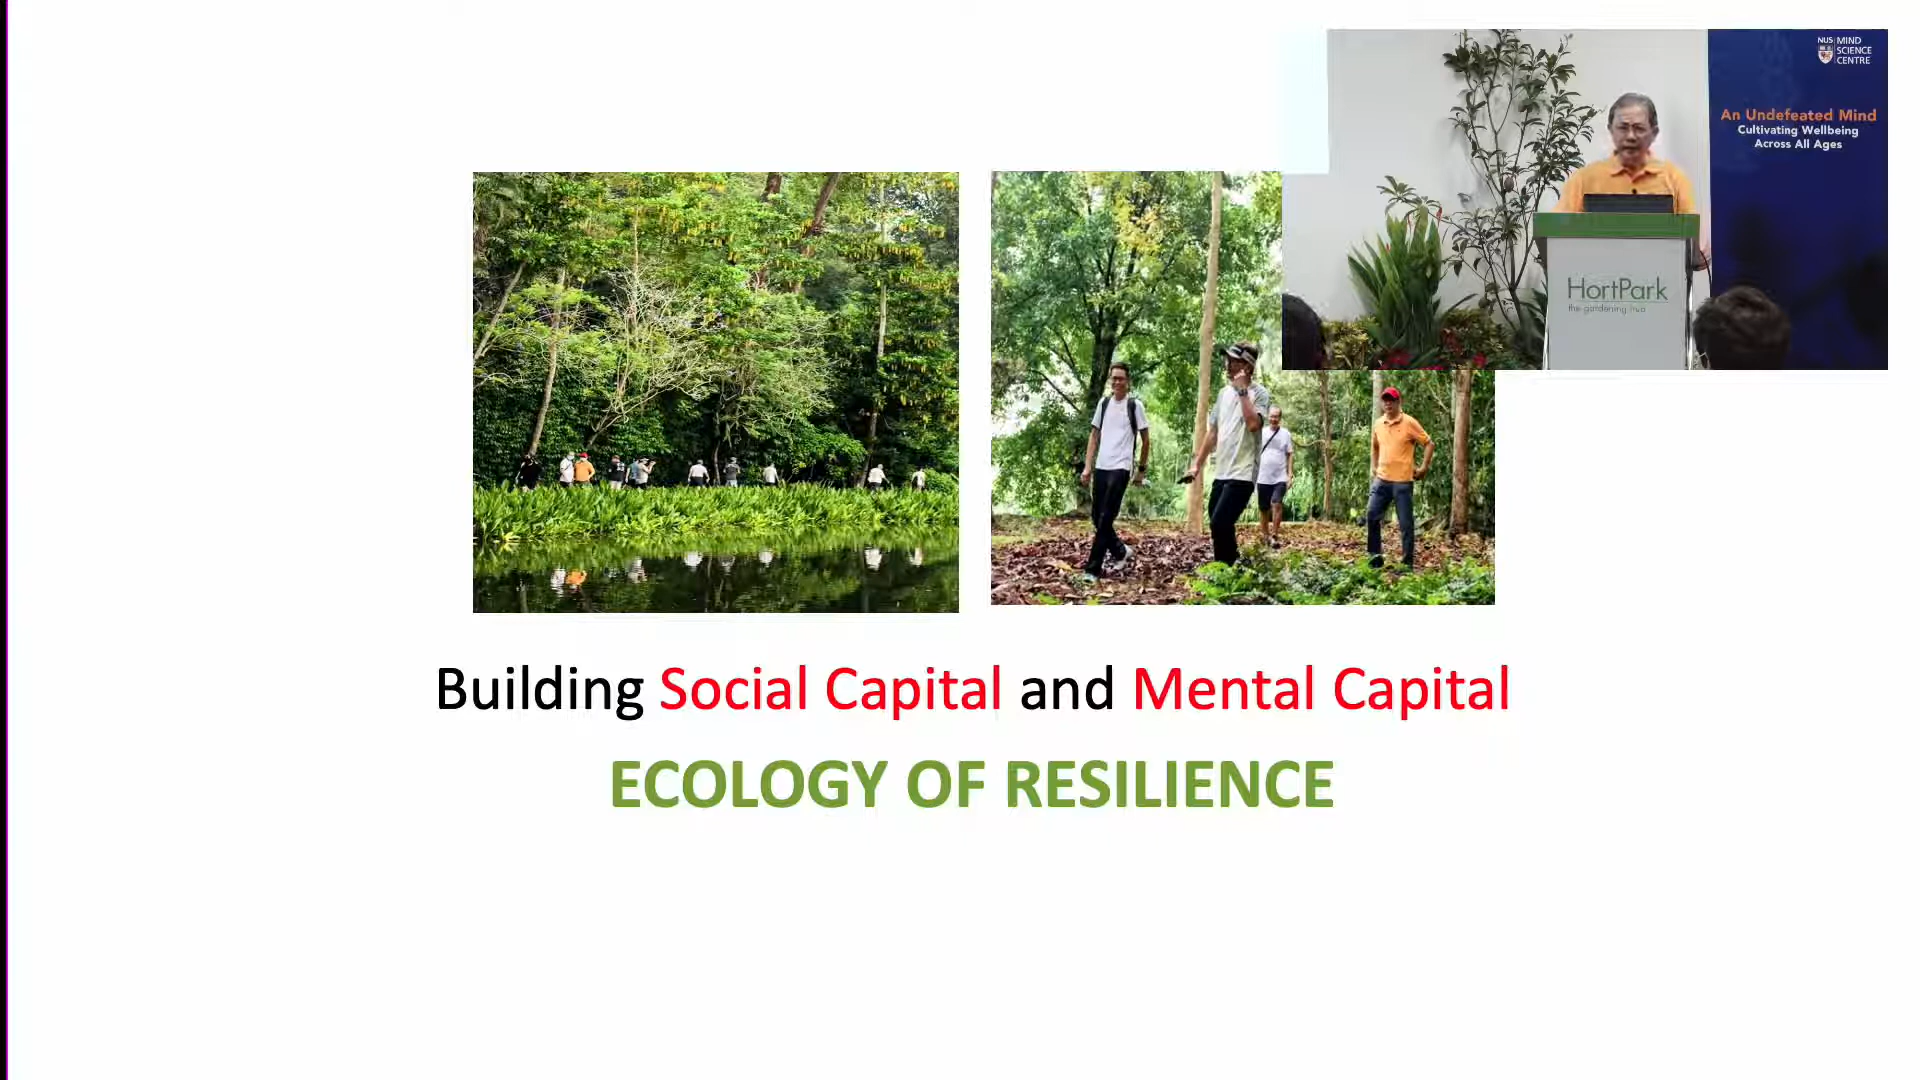 NUS
MIND
SCIENCE
CENTRE
An Undefeated Mind
Cultivating Wellbeing
Across All Ages
HortPark
the gardening hub
Building Social Capital and Mental Capital
ECOLOGY OF RESILIENCE